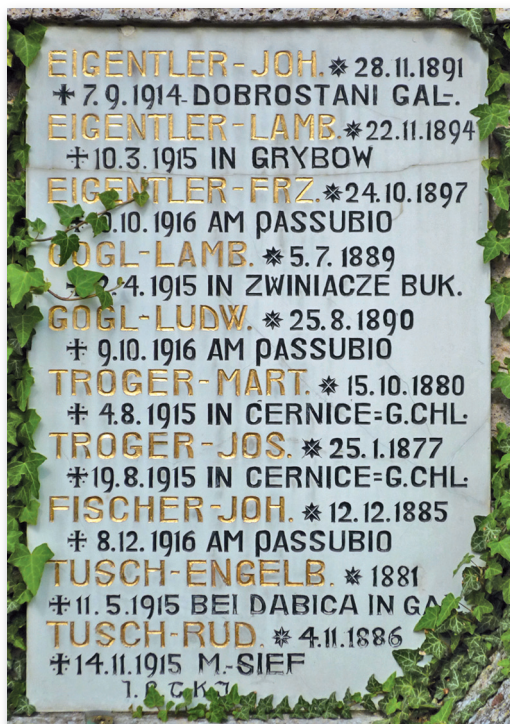 EIGENTLER-JOH. ✵ 28.11.1891
✝ 7.9.1914-DOBROSTANI GAL-.
EIGENTLER-LAMB. ✵ 22.11.1894
✝ 10.3.1915 IN GRYBOW
EIGENTLER-FRZ. ✵ 24.10.1897
10.1916 AM PASSUBIO
GOGL-LAMB. ✵ 5.7.1889
4.1915 IN ZWINIACZE BUK.
GOGL-LUDW. ✵ 25.8.1890
✝ 9.10.1916 AM PASSUBIO
TROGER-MART. ✵ 15.10.1880
✝ 4.8.1915 IN CERNICE=G.CHL.
TROGER-JOS. ✵ 25.1.1877
✝ 19.8.1915 IN CERNICE=G.CHL.
FISCHER-JOH. ✵ 12.12.1885
✝ 8.12.1916 AM PASSUBIO
TUSCH-ENGELB. ✵ 1881
✝ 11.5.1915 BEI DABICA IN
TUSCH-RUD. ✵ 4.11.1886
✝ 14.11.1915 M.-SIEF